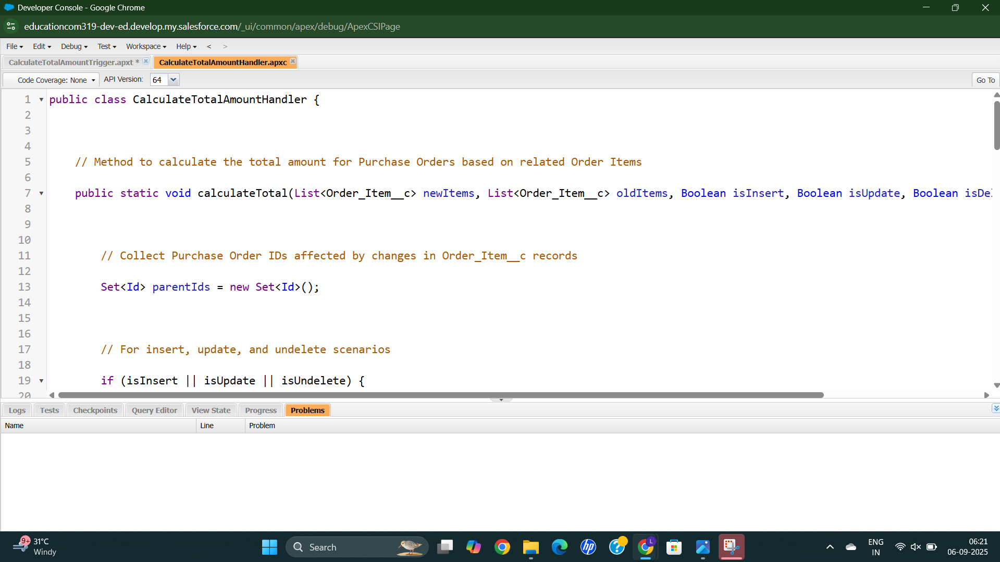 Developer Console - Google Chrome
educationcom319-dev-ed.develop.my.salesforce.com/_ui/common/apex/debug/ApexCSIPage
File Edit Debug Test Workspace Help < >
CalculateTotalAmountTrigger.apxt * CalculateTotalAmountHandler.apxc
Code Coverage: None API Version: 64 Go To
1 public class CalculateTotalAmountHandler {
2
3
4
5 // Method to calculate the total amount for Purchase Orders based on related Order Items
6
7 public static void calculateTotal(List<Order_Item__c> newItems, List<Order_Item__c> oldItems, Boolean isInsert, Boolean isUpdate, Boolean isDel
8
9
10
11 // Collect Purchase Order IDs affected by changes in Order_Item__c records
12
13 Set<Id> parentIds = new Set<Id>();
14
15
16
17 // For insert, update, and undelete scenarios
18
19 if (isInsert || isUpdate || isUndelete) {
20
Logs Tests Checkpoints Query Editor View State Progress Problems
Name Line Problem
9+ 31°C
Windy
Search
hp
L
ENG
IN
06:21
06-09-2025